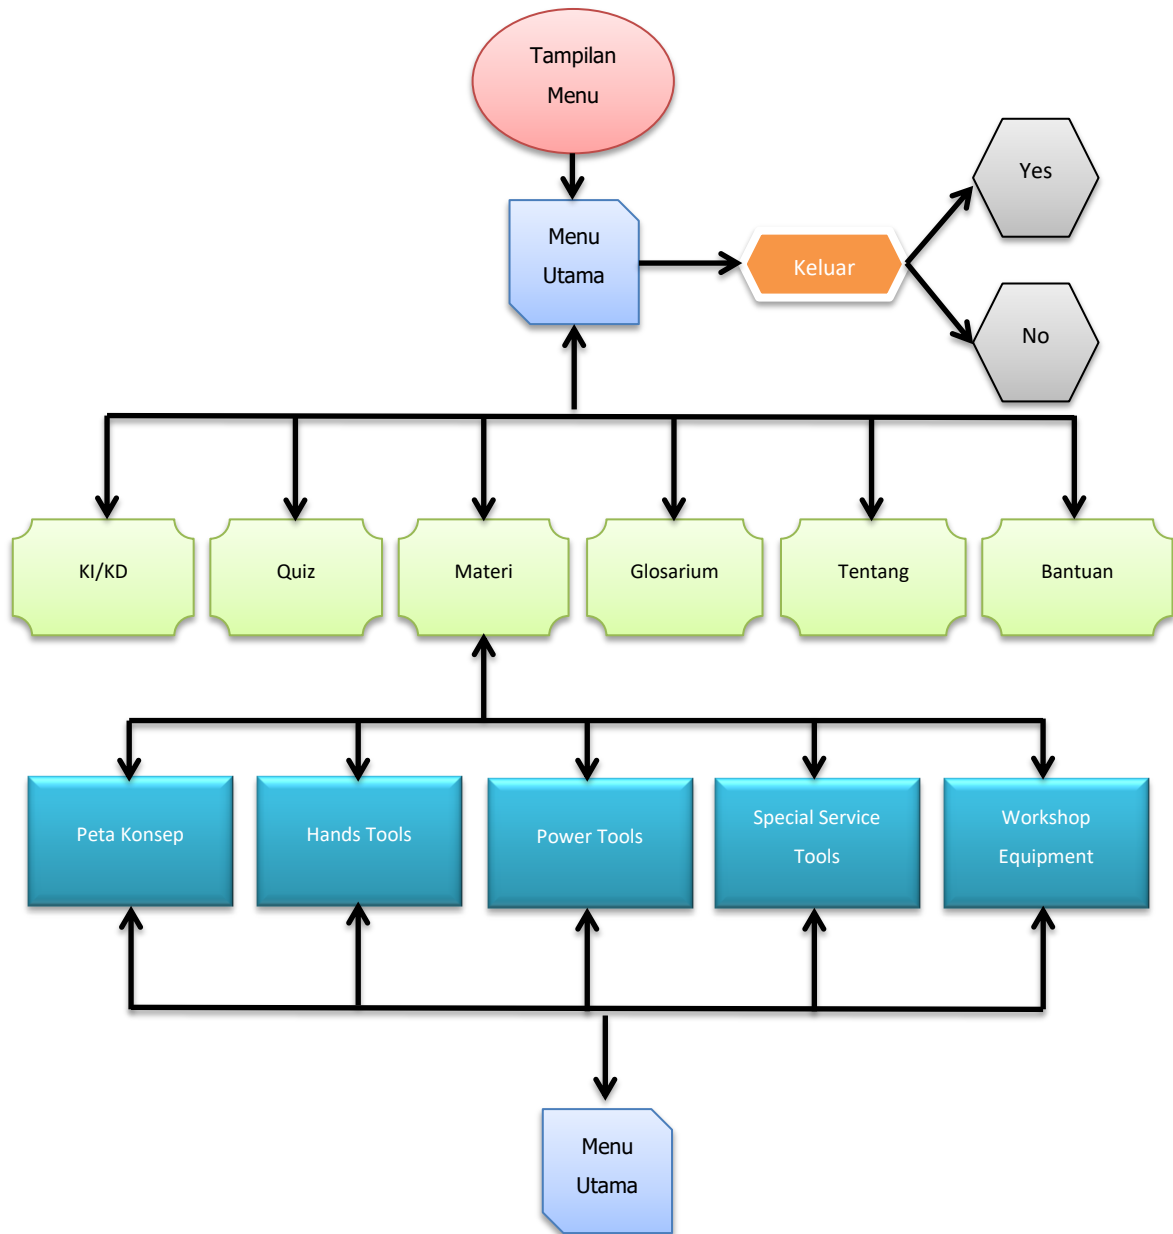 Tampilan
Menu
Yes
Menu
Utama
Keluar
No
KI/KD
Quiz
Materi
Glosarium
Tentang
Bantuan
Peta Konsep
Hands Tools
Power Tools
Special Service
Tools
Workshop
Equipment
Menu
Utama